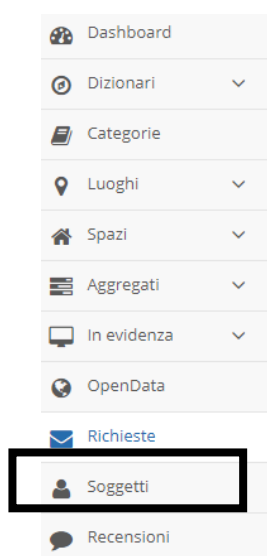 Dashboard
Dizionari
Categorie
Luoghi
Spazi
Aggregati
In evidenza
OpenData
Richieste
Soggetti
Recensioni